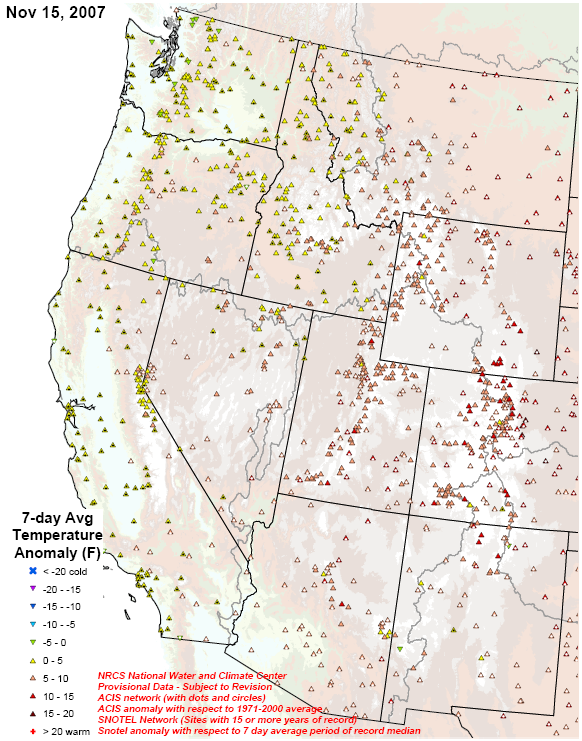 Nov 15, 2007
7-day Avg
Temperature
Anomaly (F)
< -20 cold
-20 - -15
-15 - -10
-10 - -5
-5 - 0
0 - 5
5 - 10
10 - 15
15 - 20
> 20 warm
NRCS National Water and Climate Center
Provisional Data - Subject to Revision
ACIS network (with dots and circles)
ACIS anomaly with respect to 1971-2000 average
SNOTEL Network (Sites with 15 or more years of record)
Snotel anomaly with respect to 7 day average period of record median